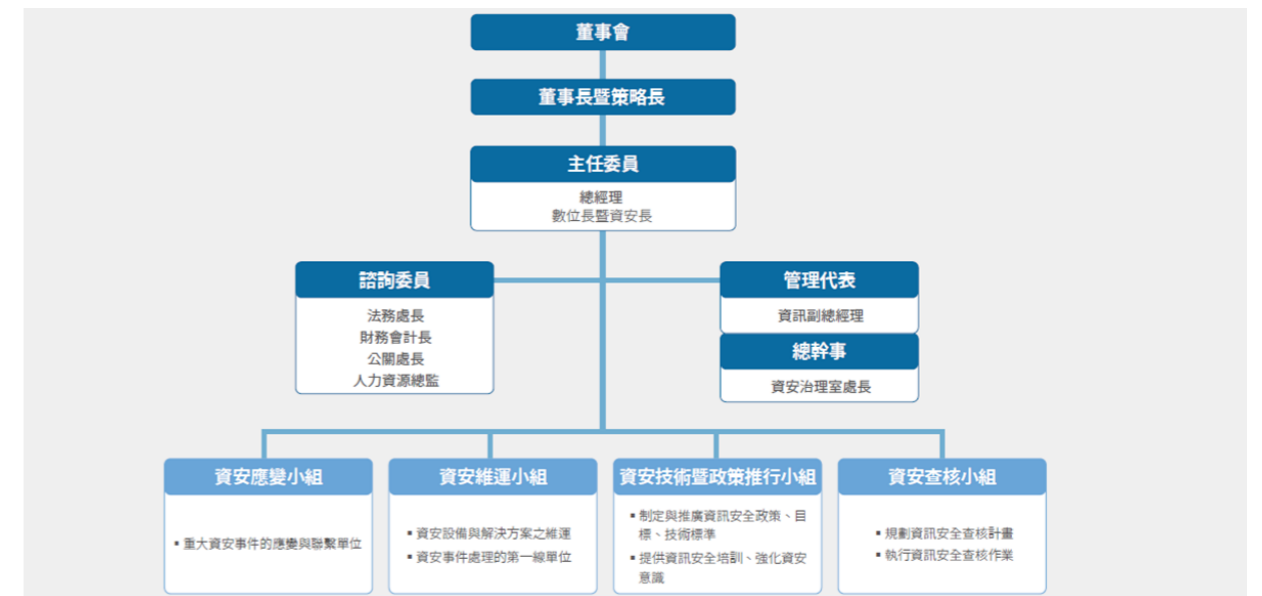 董事會
董事長暨策略長
主任委員
總經理
數位長暨資安長
諮詢委員
法務處長
財務會計長
公關處長
人力資源總監
管理代表
資訊副總經理
總幹事
資安治理室處長
資安應變小組
▪ 重大資安事件的應變與聯繫單位
資安維運小組
▪ 資安設備與解決方案之維運
▪ 資安事件處理的第一線單位
資安技術暨政策推行小組
▪ 制定與推廣資訊安全政策、目
標、技術標準
▪ 提供資訊安全培訓、強化資安
意識
資安查核小組
▪ 規劃資訊安全查核計畫
▪ 執行資訊安全查核作業